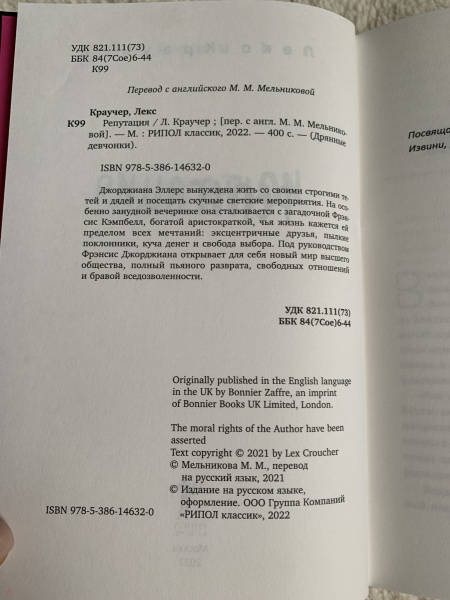 УДК 821.111(73)
ББК 84(7Сое)6-44
К99
Перевод с английского М. М. Мельниковой
Краучер, Лекс
К99 Репутация / Л. Краучер ; [пер. с англ. М. М. Мельнико-
вой]. — М. : РИПОЛ классик, 2022. — 400 с. — (Дрянные
девчонки).
ISBN 978-5-386-14632-0
Джорджиана Эллерс вынуждена жить со своими строгими те-
тей и дядей и посещать скучные светские мероприятия. На осо-
бенно занудной вечеринке она сталкивается с загадочной Фрэн-
сис Кэмпбелл, богатой аристократкой, чья жизнь кажется ей
пределом всех мечтаний: эксцентричные друзья, пылкие
поклонники, куча денег и свобода выбора. Под руководством
Фрэнсис Джорджиана открывает для себя новый мир высшего
общества, полный пьяного разврата, свободных отношений
и бравой вседозволенности.
УДК 821.111(73)
ББК 84(7Сое)6-44
Originally published in the English language
in the UK by Bonnier Zaffre, an imprint
of Bonnier Books UK Limited, London.
The moral rights of the Author have been
asserted
Text copyright © 2021 by Lex Croucher
© Мельникова М. М., перевод
на русский язык, 2021
© Издание на русском языке,
оформление. ООО Группа Компаний
«РИПОЛ классик», 2022
ISBN 978-5-386-14632-0
Посвящ
Извини,